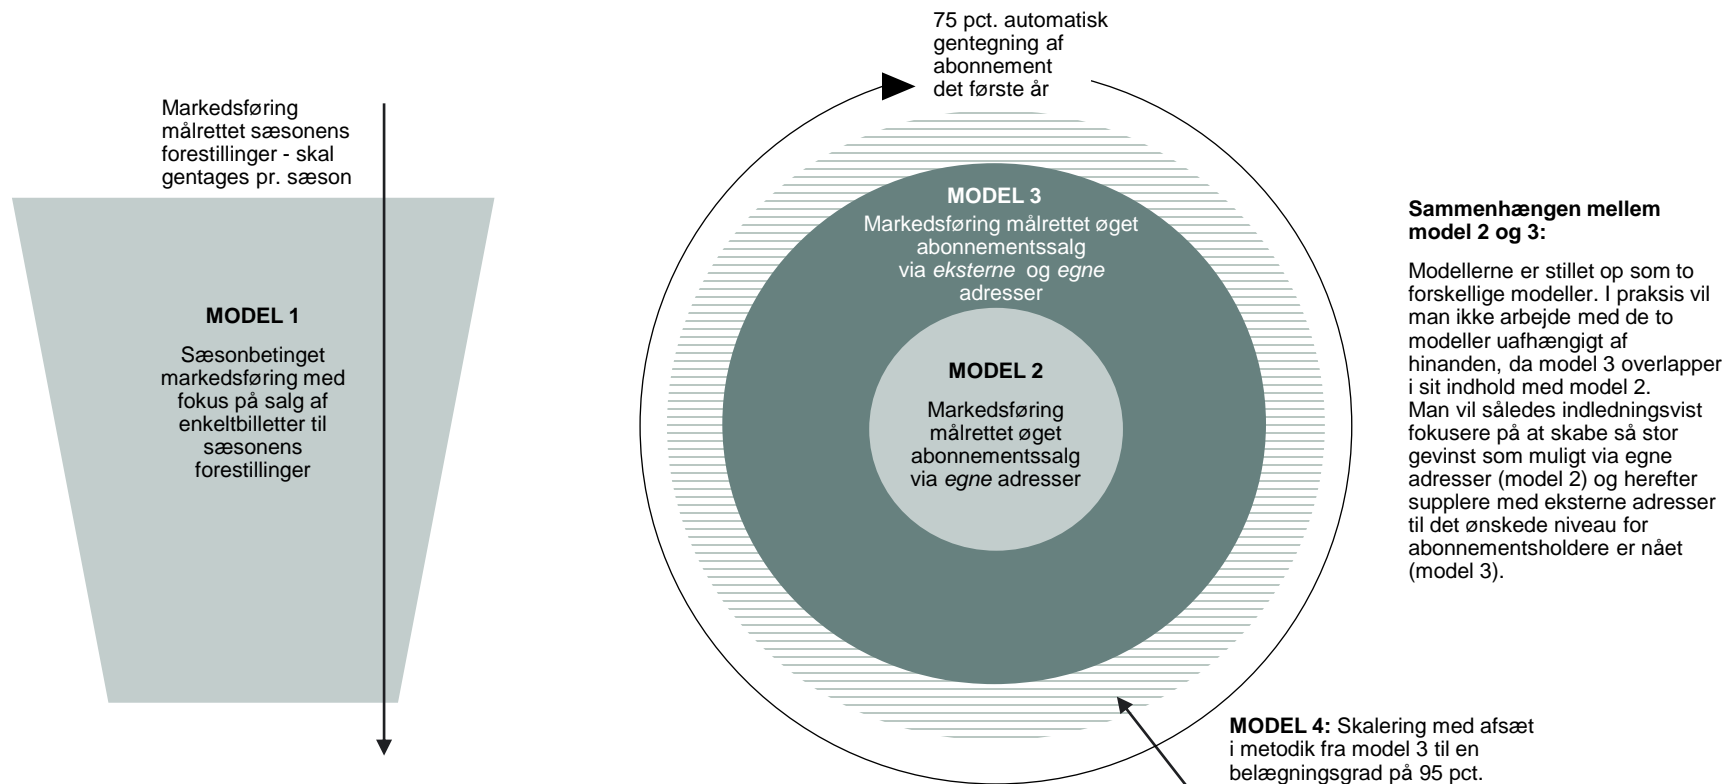 Markedsføring
målrettet sæsonens
forestillinger - skal
gentages pr. sæson
MODEL 1
Sæsonbetinget
markedsføring med
fokus på salg af
enkeltbilletter til
sæsonens
forestillinger
75 pct. automatisk
gentegning af
abonnement
det første år
MODEL 3
Markedsføring målrettet øget
abonnementssalg
via eksterne og egne
adresser
MODEL 2
Markedsføring
målrettet øget
abonnementssalg
via egne adresser
MODEL 4: Skalering med afsæt
i metodik fra model 3 til en
belægningsgrad på 95 pct.
Sammenhængen mellem
model 2 og 3:
Modellerne er stillet op som to
forskellige modeller. I praksis vil
man ikke arbejde med de to
modeller uafhængigt af
hinanden, da model 3 overlapper
i sit indhold med model 2.
Man vil således indledningsvist
fokusere på at skabe så stor
gevinst som muligt via egne
adresser (model 2) og herefter
supplere med eksterne adresser
til det ønskede niveau for
abonnementsholdere er nået
(model 3).